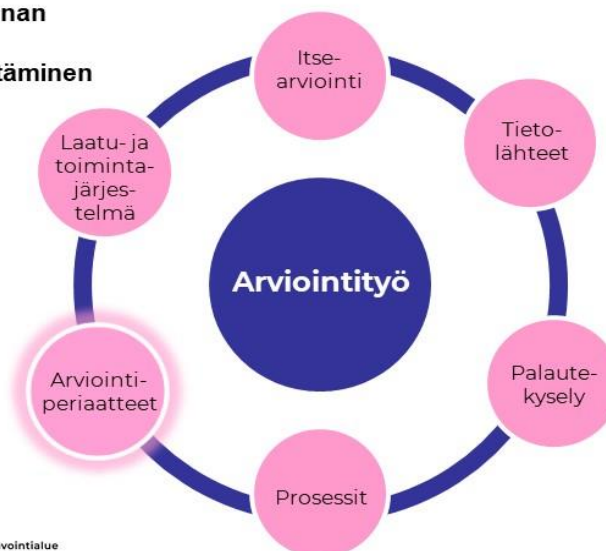 nan
täminen
Itse-
arviointi
Tieto-
lähteet
Palaute-
kysely
Prosessit
Arviointi-
periaatteet
Laatu- ja
toiminta-
järjes-
telmä
Arviointityö
vointialue